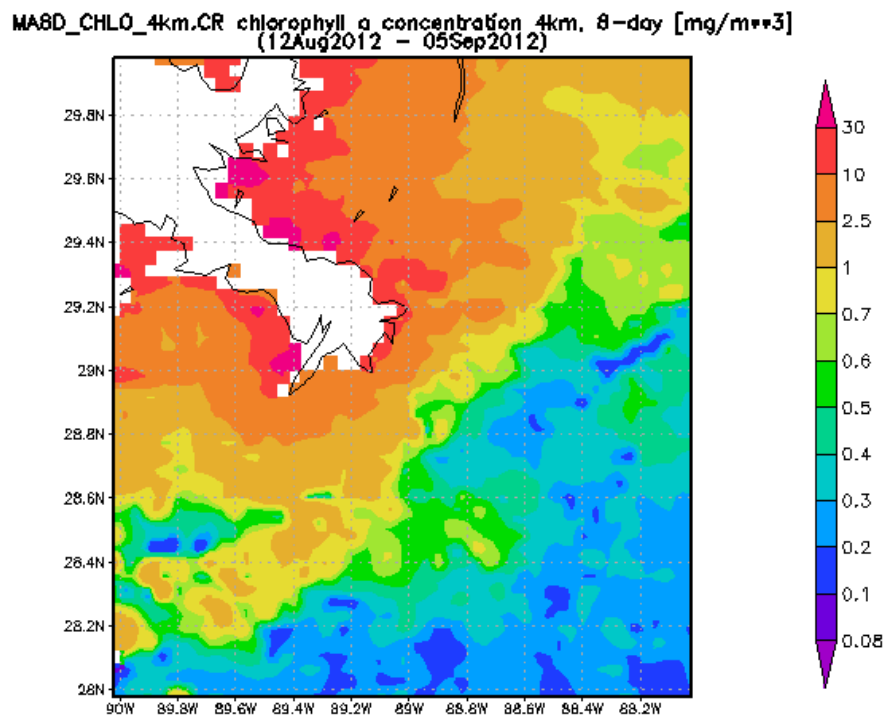 MA8D_CHLO_4km.CR chlorophyll a concentration 4km, 8-day [mg/m**3]
(12Aug2012 - 05Sep2012)
29.8N
29.6N
29.4N
29.2N
29N
28.8N
28.6N
28.4N
28.2N
28N
90W 89.8W 89.6W 89.4W 89.2W 89W 88.8W 88.6W 88.4W 88.2W
30
10
2.5
1
0.7
0.6
0.5
0.4
0.3
0.2
0.1
0.08